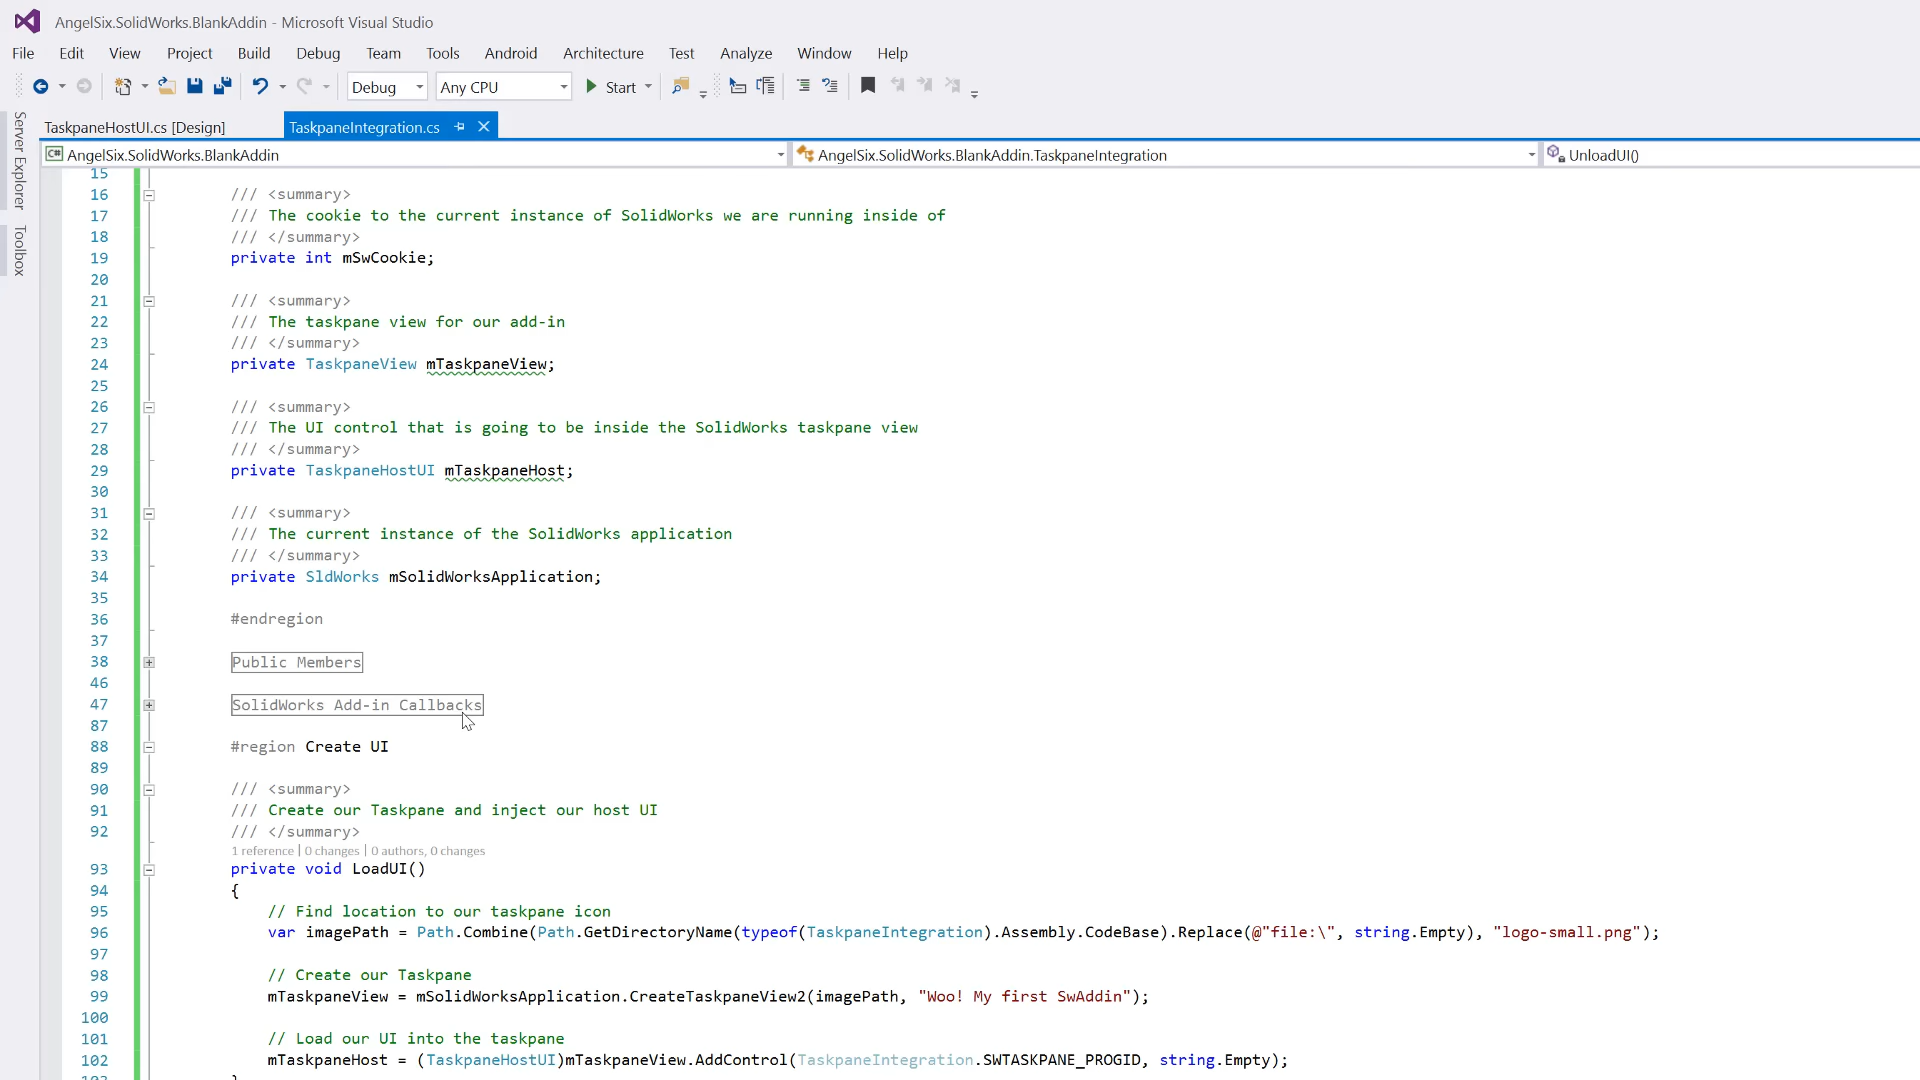 AngelSix.SolidWorks.BlankAddin - Microsoft Visual Studio
File Edit View Project Build Debug Team Tools Android Architecture Test Analyze Window Help
Debug Any CPU Start
Server Explorer
Toolbox
TaskpaneHostUI.cs [Design] TaskpaneIntegration.cs
C# AngelSix.SolidWorks.BlankAddin AngelSix.SolidWorks.BlankAddin.TaskpaneIntegration UnloadUI()
15
16 /// <summary>
17 /// The cookie to the current instance of SolidWorks we are running inside of
18 /// </summary>
19 private int mSwCookie;
20
21 /// <summary>
22 /// The taskpane view for our add-in
23 /// </summary>
24 private TaskpaneView mTaskpaneView;
25
26 /// <summary>
27 /// The UI control that is going to be inside the SolidWorks taskpane view
28 /// </summary>
29 private TaskpaneHostUI mTaskpaneHost;
30
31 /// <summary>
32 /// The current instance of the SolidWorks application
33 /// </summary>
34 private SldWorks mSolidWorksApplication;
35
36 #endregion
37
38 Public Members
46
47 SolidWorks Add-in Callbacks
87
88 #region Create UI
89
90 /// <summary>
91 /// Create our Taskpane and inject our host UI
92 /// </summary>
1 reference | 0 changes | 0 authors, 0 changes
93 private void LoadUI()
94 {
95 // Find location to our taskpane icon
96 var imagePath = Path.Combine(Path.GetDirectoryName(typeof(TaskpaneIntegration).Assembly.CodeBase).Replace(@"file:\", string.Empty), "logo-small.png");
97
98 // Create our Taskpane
99 mTaskpaneView = mSolidWorksApplication.CreateTaskpaneView2(imagePath, "Woo! My first SwAddin");
100
101 // Load our UI into the taskpane
102 mTaskpaneHost = (TaskpaneHostUI)mTaskpaneView.AddControl(TaskpaneIntegration.SWTASKPANE_PROGID, string.Empty);